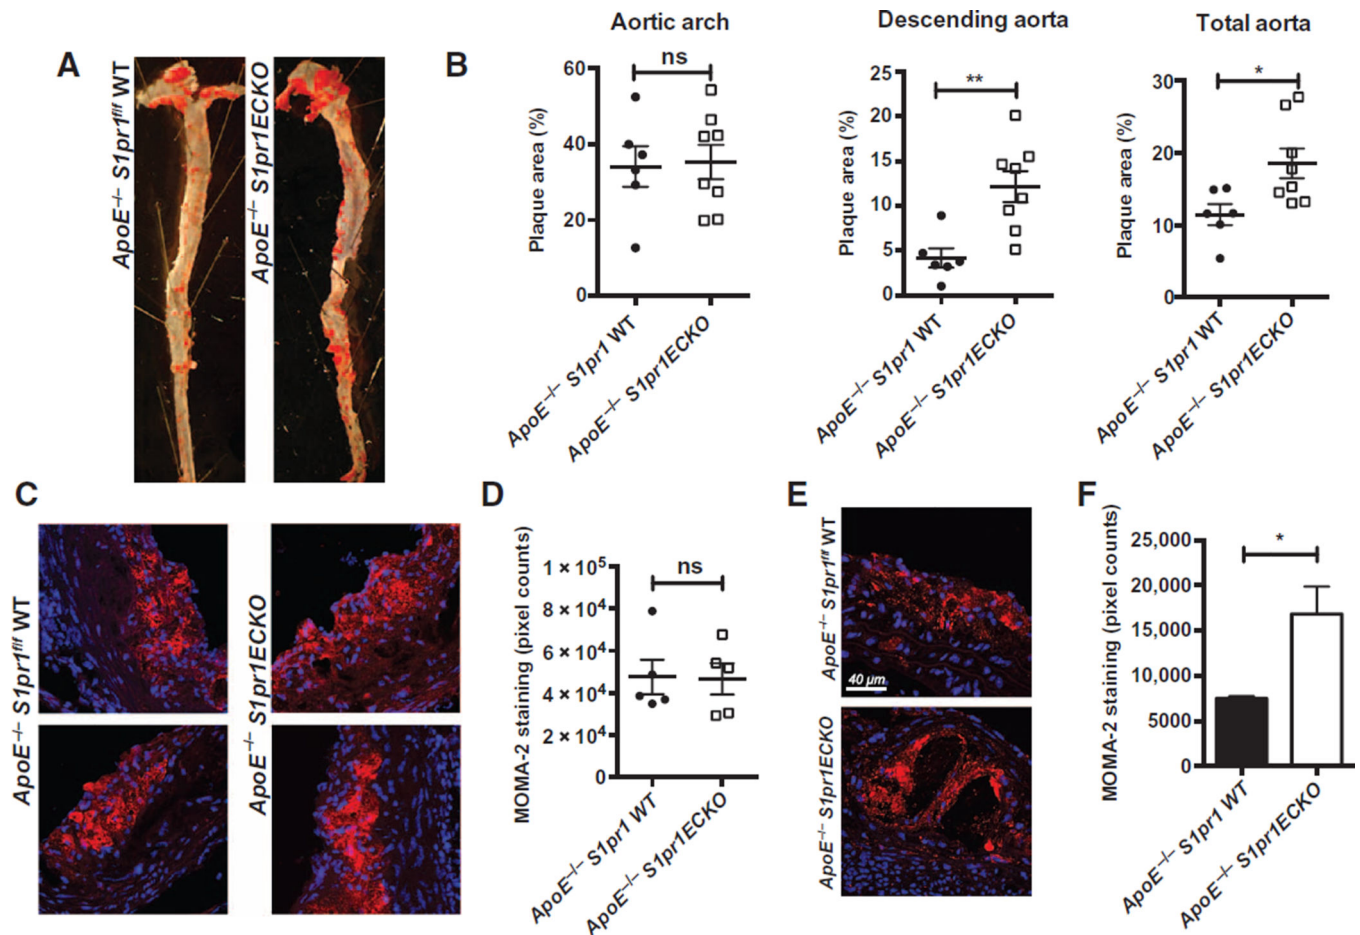 A
ApoE–/– S1pr1f/f WT
ApoE–/– S1pr1ECKO
B
Aortic arch
ns
Plaque area (%)
60
40
20
0
ApoE–/– S1pr1 WT
ApoE–/– S1pr1ECKO
Descending aorta
**
Plaque area (%)
25
20
15
10
5
0
ApoE–/– S1pr1 WT
ApoE–/– S1pr1ECKO
Total aorta
*
Plaque area (%)
30
20
10
0
ApoE–/– S1pr1 WT
ApoE–/– S1pr1ECKO
C
ApoE–/– S1pr1f/f WT
ApoE–/– S1pr1ECKO
D
ns
MOMA-2 staining (pixel counts)
1 × 10⁵
8 × 10⁴
6 × 10⁴
4 × 10⁴
2 × 10⁴
0
ApoE–/– S1pr1 WT
ApoE–/– S1pr1ECKO
E
ApoE–/– S1pr1f/f WT
40 µm
ApoE–/– S1pr1ECKO
F
*
MOMA-2 staining (pixel counts)
25,000
20,000
15,000
10,000
5000
0
ApoE–/– S1pr1 WT
ApoE–/– S1pr1ECKO